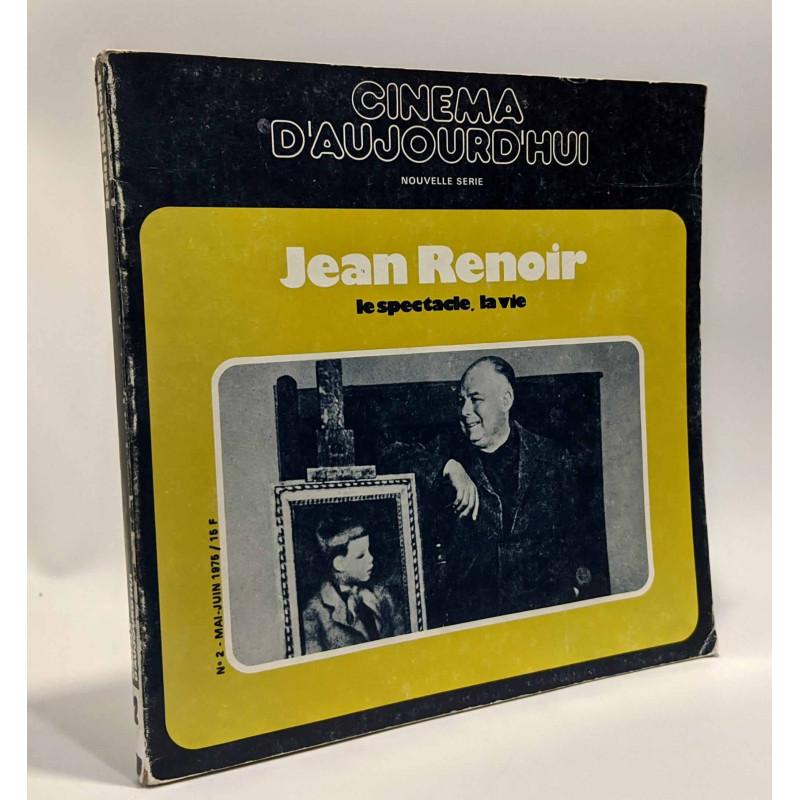 CINEMA
D'AUJOURD'HUI
NOUVELLE SERIE
Jean Renoir
le spectacle, la vie
N° 2 - MAI-JUIN 1975 / 15 F